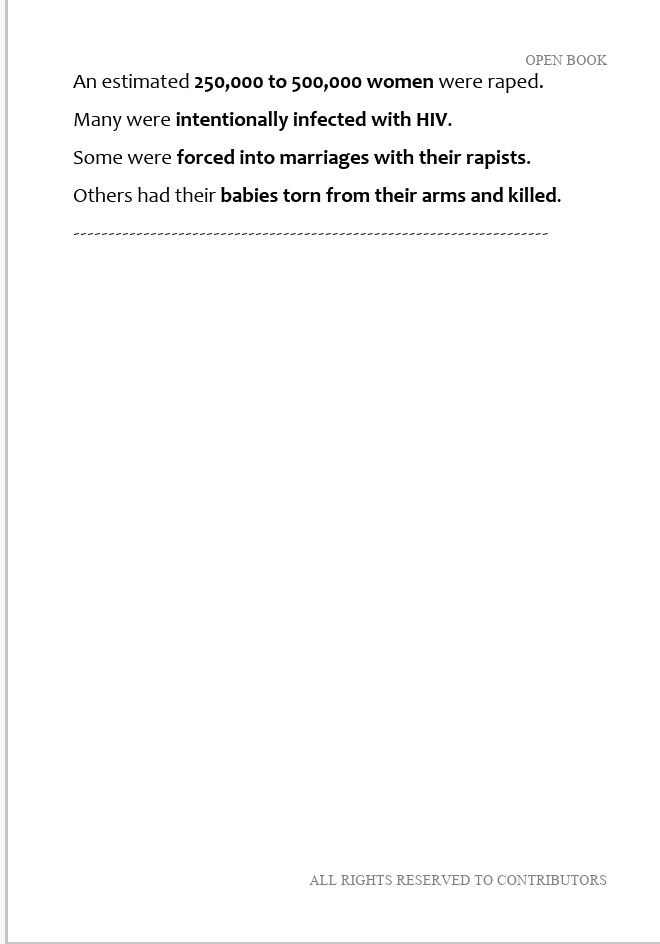 OPEN BOOK
An estimated 250,000 to 500,000 women were raped.
Many were intentionally infected with HIV.
Some were forced into marriages with their rapists.
Others had their babies torn from their arms and killed.
--------------------------------------------------------------------
ALL RIGHTS RESERVED TO CONTRIBUTORS